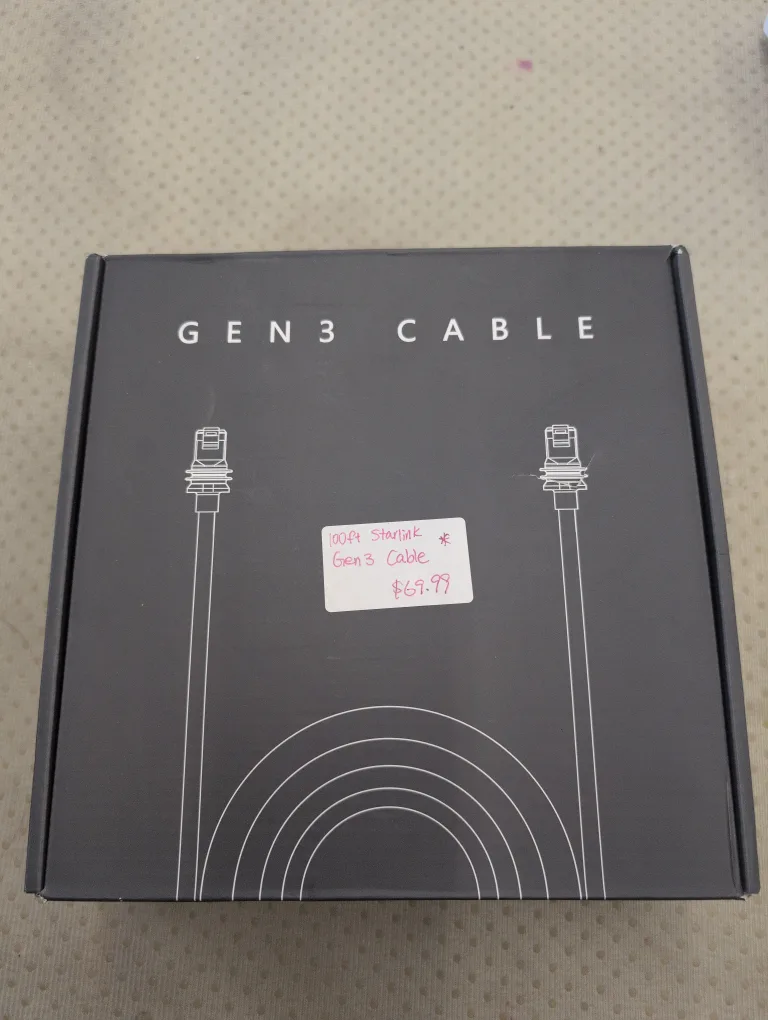 GEN3 CABLE
100ft Starlink *
Gen3 Cable
$69.99